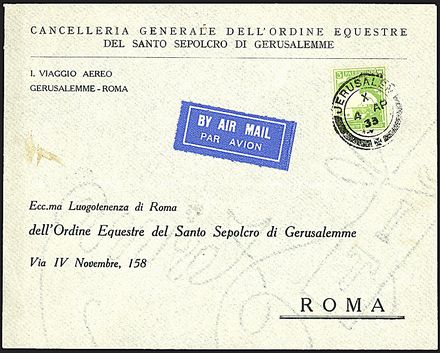 CANCELLERIA GENERALE DELL'ORDINE EQUESTRE
DEL SANTO SEPOLCRO DI GERUSALEMME
I. VIAGGIO AEREO
GERUSALEMME - ROMA
BY AIR MAIL
PAR AVION
JERUSALEM
X
4 AP
33
Ecc.ma Luogotenenza di Roma
dell'Ordine Equestre del Santo Sepolcro di Gerusalemme
Via IV Novembre, 158
ROMA